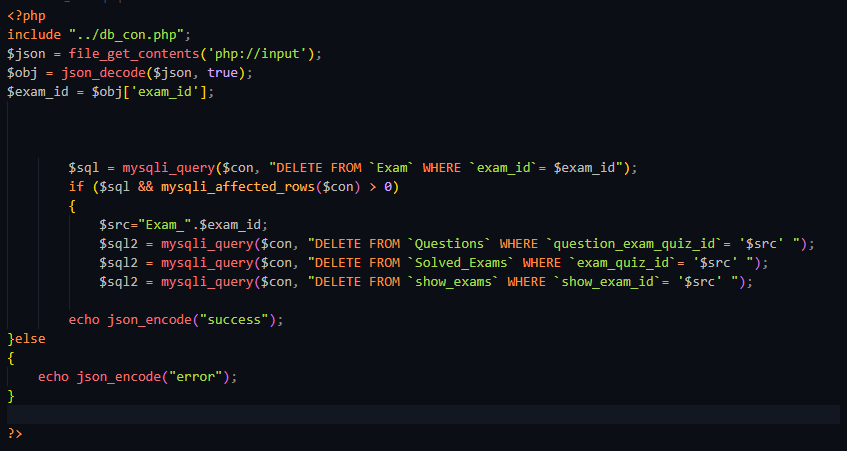 <?php
include "../db_con.php";
$json = file_get_contents('php://input');
$obj = json_decode($json, true);
$exam_id = $obj['exam_id'];
$sql = mysqli_query($con, "DELETE FROM `Exam` WHERE `exam_id`= $exam_id");
if ($sql && mysqli_affected_rows($con) > 0)
{
$src="Exam_".$exam_id;
$sql2 = mysqli_query($con, "DELETE FROM `Questions` WHERE `question_exam_quiz_id`= '$src' ");
$sql2 = mysqli_query($con, "DELETE FROM `Solved_Exams` WHERE `exam_quiz_id`= '$src' ");
$sql2 = mysqli_query($con, "DELETE FROM `show_exams` WHERE `show_exam_id`= '$src' ");
echo json_encode("success");
}else
{
echo json_encode("error");
}
?>